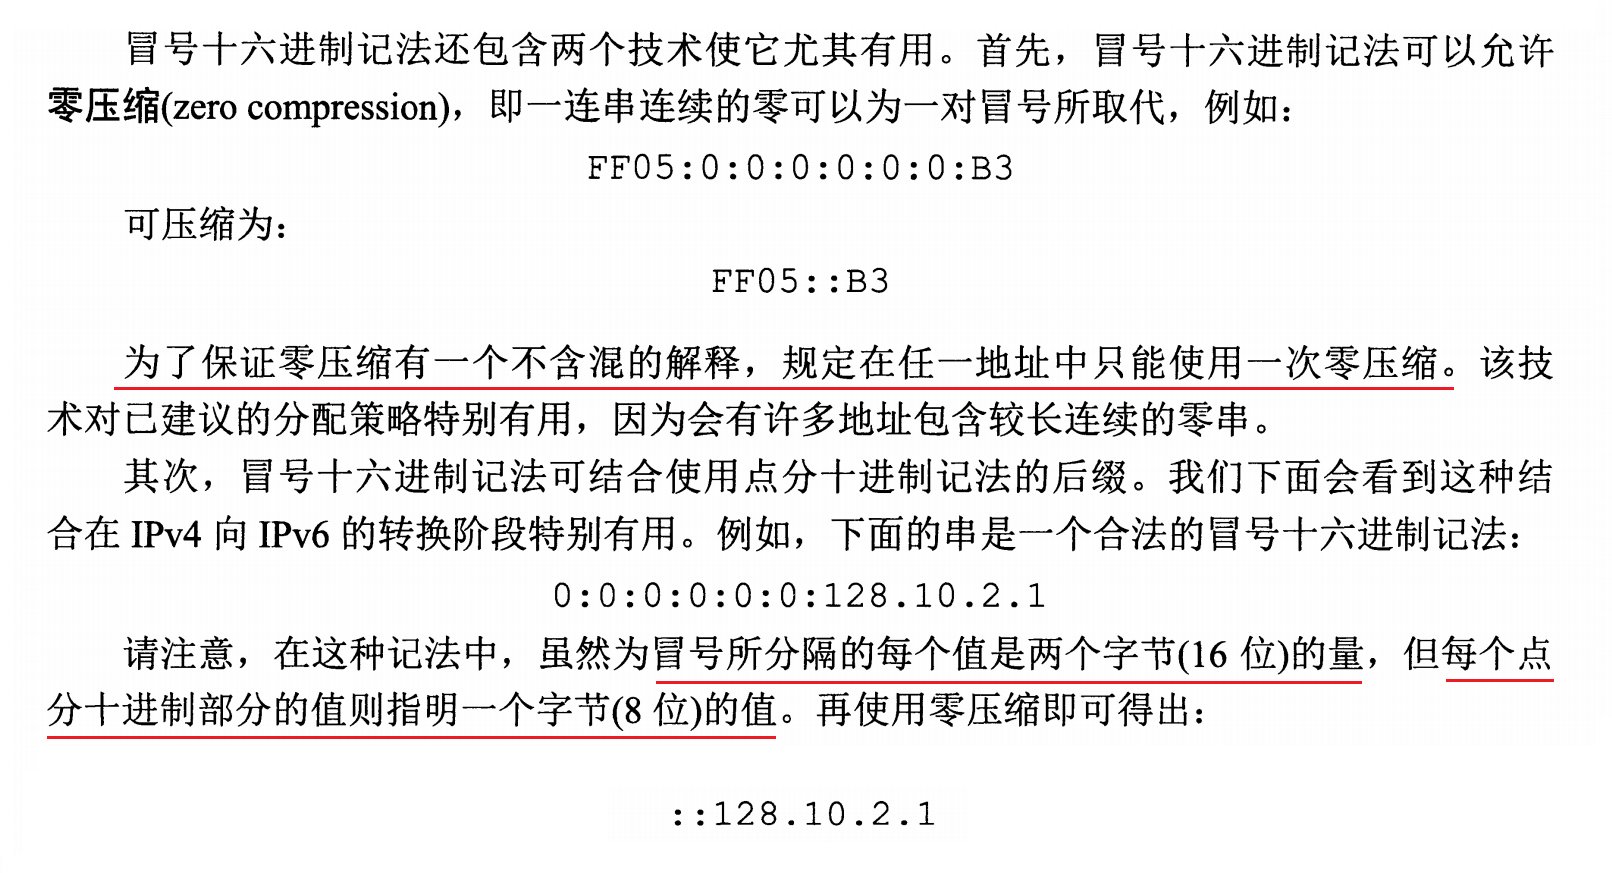 冒号十六进制记法还包含两个技术使它尤其有用。首先，冒号十六进制记法可以允许
零压缩(zero compression)，即一连串连续的零可以为一对冒号所取代，例如：
FF05:0:0:0:0:0:0:B3
可压缩为：
FF05::B3
为了保证零压缩有一个不含混的解释，规定在任一地址中只能使用一次零压缩。该技
术对已建议的分配策略特别有用，因为会有许多地址包含较长连续的零串。
其次，冒号十六进制记法可结合使用点分十进制记法的后缀。我们下面会看到这种结
合在 IPv4 向 IPv6 的转换阶段特别有用。例如，下面的串是一个合法的冒号十六进制记法：
0:0:0:0:0:0:128.10.2.1
请注意，在这种记法中，虽然为冒号所分隔的每个值是两个字节(16 位)的量，但每个点
分十进制部分的值则指明一个字节(8 位)的值。再使用零压缩即可得出：
::128.10.2.1